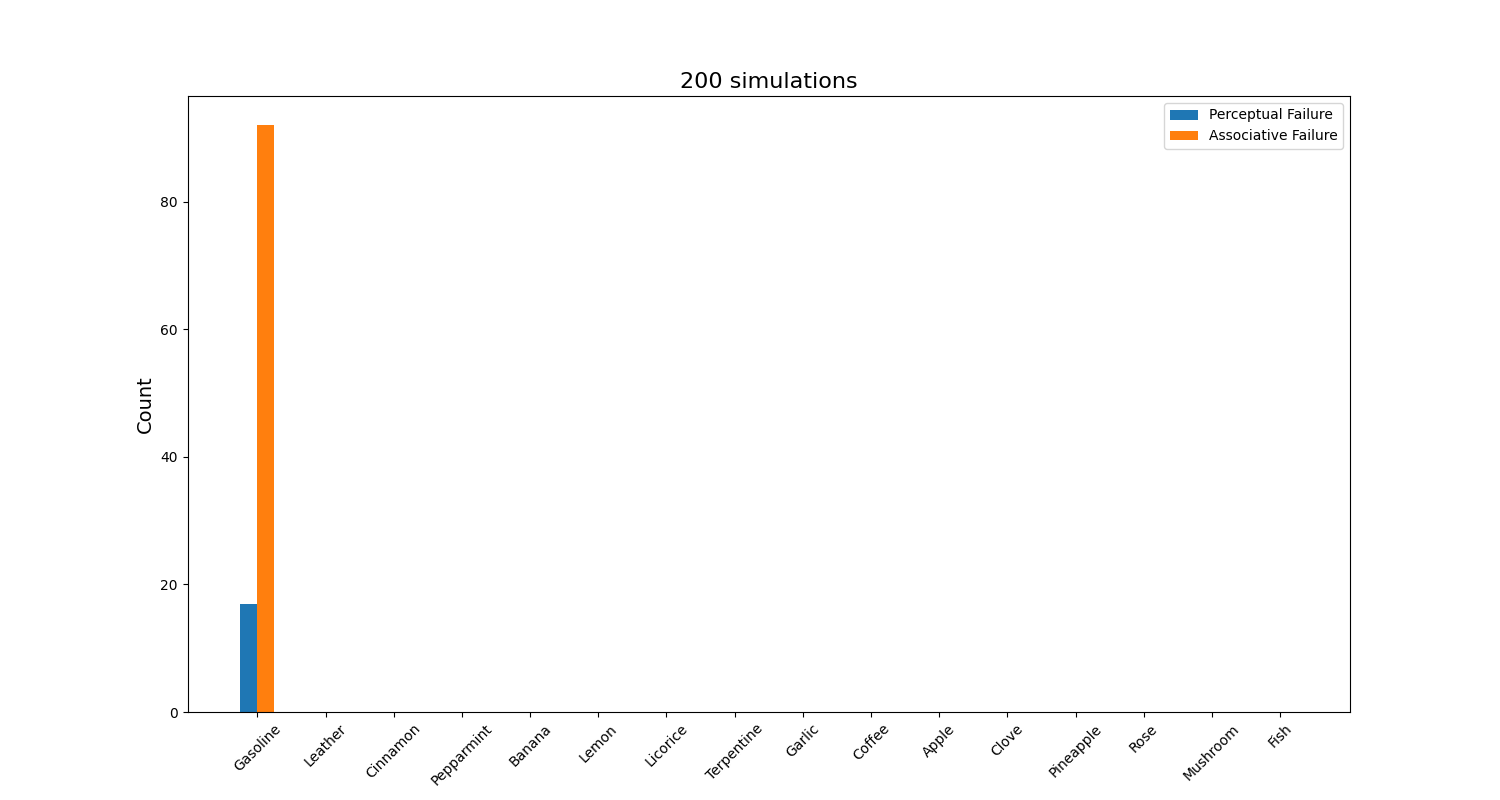 200 simulations
Perceptual Failure
Associative Failure
Count
80
60
40
20
0
Gasoline
Leather
Cinnamon
Pepparmint
Banana
Lemon
Licorice
Terpentine
Garlic
Coffee
Apple
Clove
Pineapple
Rose
Mushroom
Fish